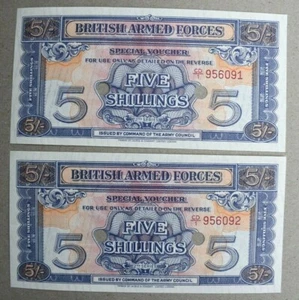 5/- BRITISH ARMED FORCES 5/-
SPECIAL VOUCHER
FOR USE ONLY AS DETAILED ON THE REVERSE
956091
5 FIVE SHILLINGS 5
5/- ISSUED BY COMMAND OF THE ARMY COUNCIL 5/-
5/- BRITISH ARMED FORCES 5/-
SPECIAL VOUCHER
FOR USE ONLY AS DETAILED ON THE REVERSE
956092
5 FIVE SHILLINGS 5
5/- ISSUED BY COMMAND OF THE ARMY COUNCIL 5/-